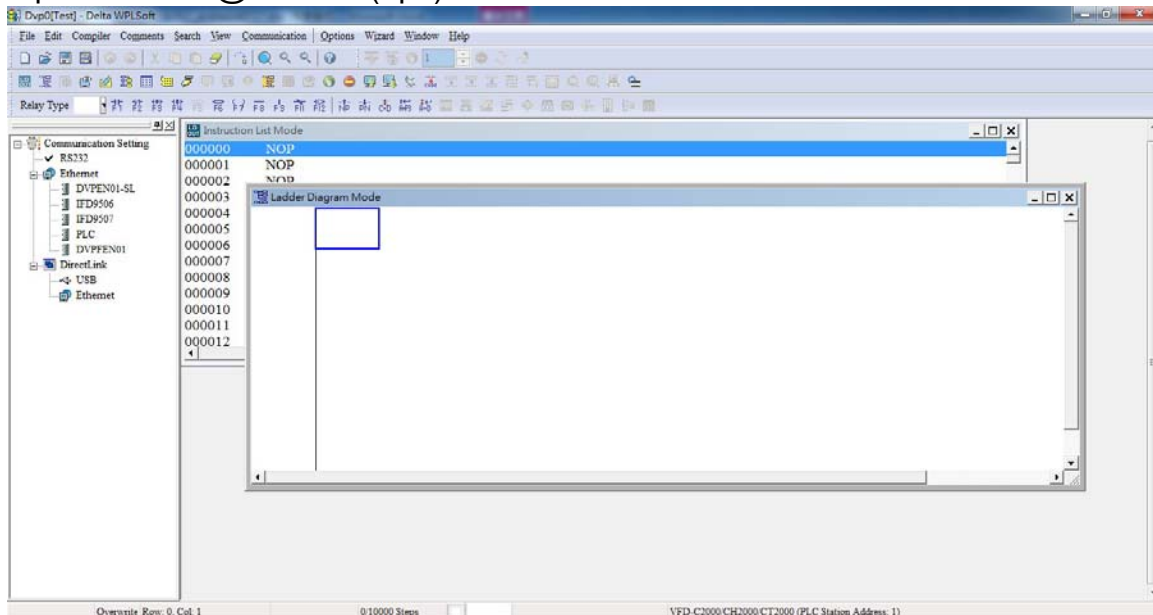 Dvp0[Test] - Delta WPLSoft
File Edit Compiler Comments Search View Communication Options Wizard Window Help
1
Relay Type
Communication Setting
RS232
Ethernet
DVPEN01-SL
IFD9506
IFD9507
PLC
DVPFEN01
DirectLink
USB
Ethernet
Instruction List Mode
000000 NOP
000001 NOP
000002 NOP
000003
000004
000005
000006
000007
000008
000009
000010
000011
000012
Ladder Diagram Mode
Overwrite Row: 0, Col: 1
0/10000 Steps
VFD-C2000/CH2000/CT2000 (PLC Station Address: 1)